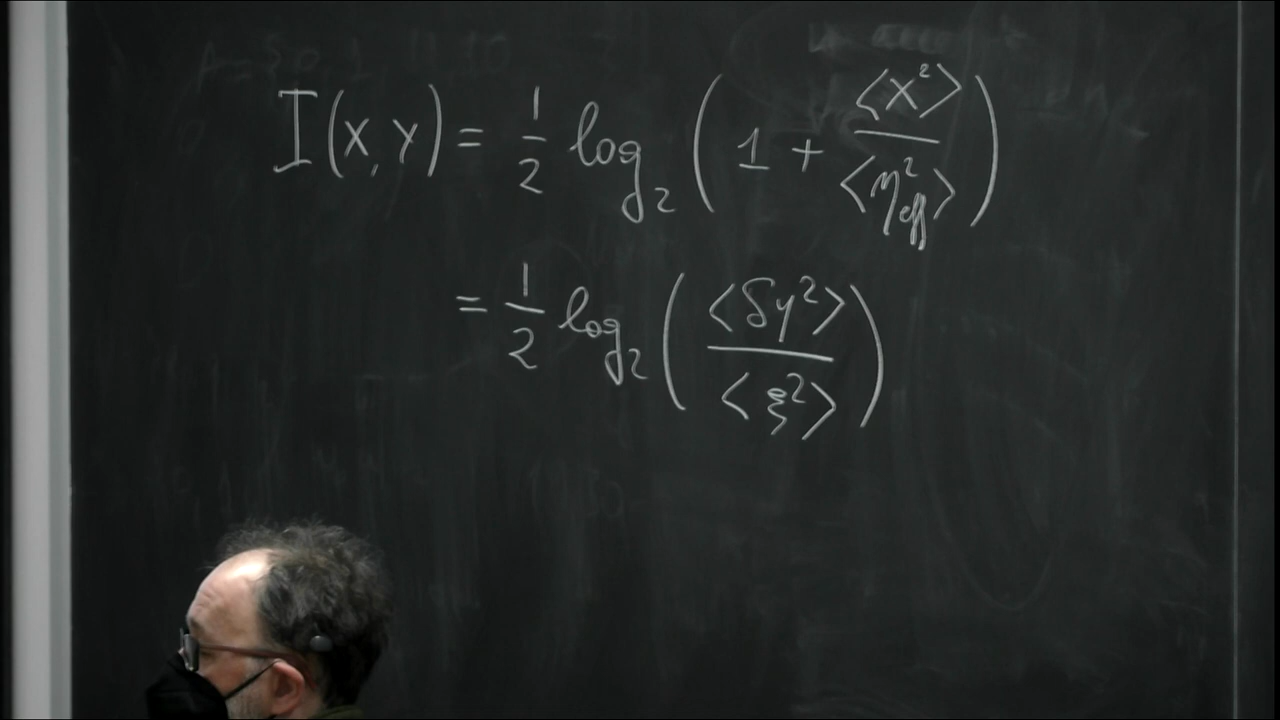 I(x,y) = 1/2 log₂ ( 1 + ⟨x²⟩ / ⟨η²eff⟩ )
= 1/2 log₂ ( ⟨δy²⟩ / ⟨ξ²⟩ )